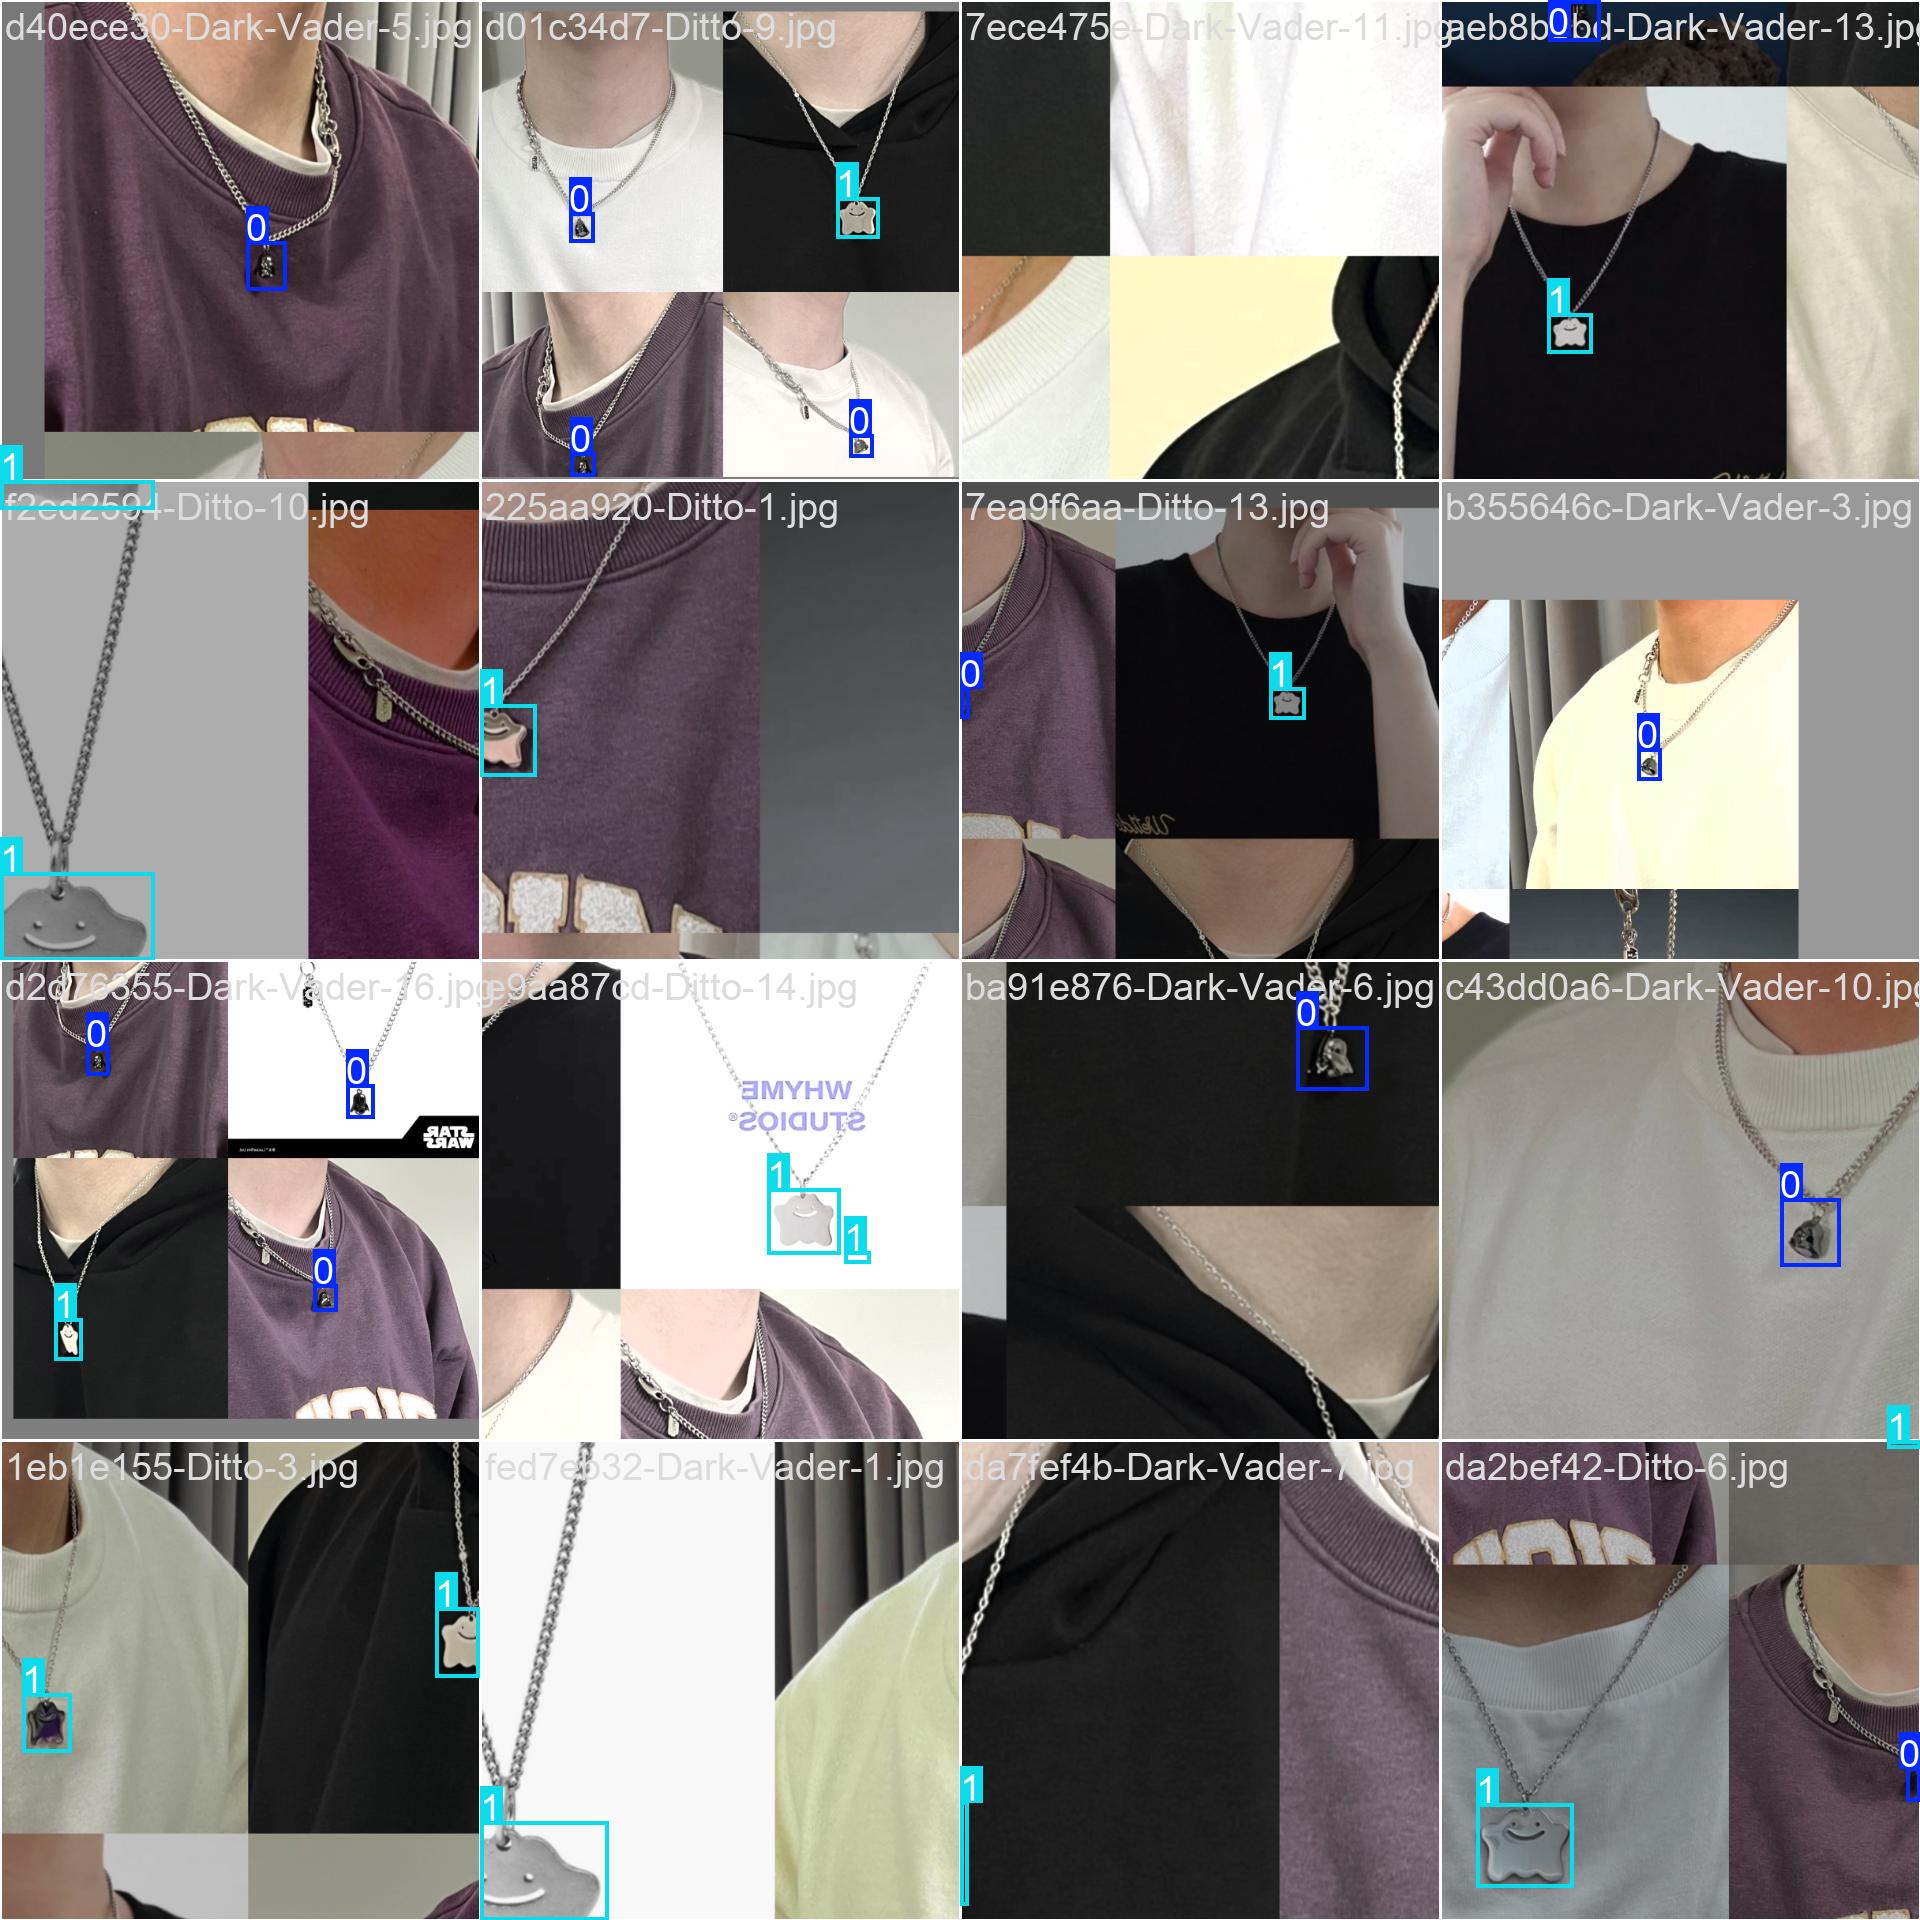 d40ece30-Dark-Vader-5.jpg
d01c34d7-Ditto-9.jpg
7ece475e-Dark-Vader-11.jpg
Dark-Vader-13.jpg
0
0
1
0
0
0
1
1
f2ed2594-Ditto-10.jpg
225aa920-Ditto-1.jpg
7ea9f6aa-Ditto-13.jpg
b355646c-Dark-Vader-3.jpg
1
1
0
1
0
d2d76355-Dark-Vader-16.jpg
e9aa87cd-Ditto-14.jpg
ba91e876-Dark-Vader-6.jpg
c43dd0a6-Dark-Vader-10.jpg
0
0
1
0
WHYME
STUDIOS®
1
1
0
0
STAR
WARS
1
1eb1e155-Ditto-3.jpg
fed7eb32-Dark-Vader-1.jpg
da7fef4b-Dark-Vader-7.jpg
da2bef42-Ditto-6.jpg
1
1
1
1
1
0